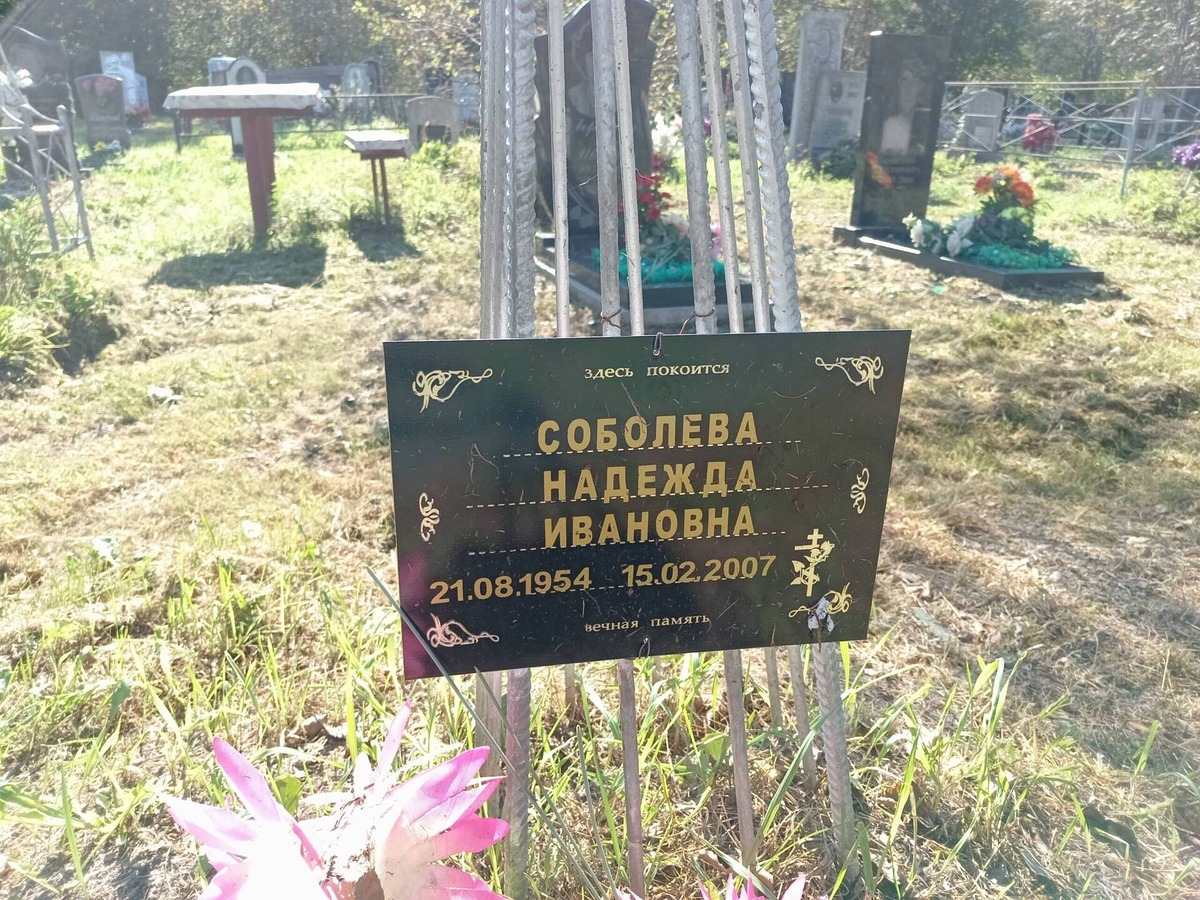 здесь покоится
СОБОЛЕВА
НАДЕЖДА
ИВАНОВНА
21.08.1954 15.02.2007
вечная память